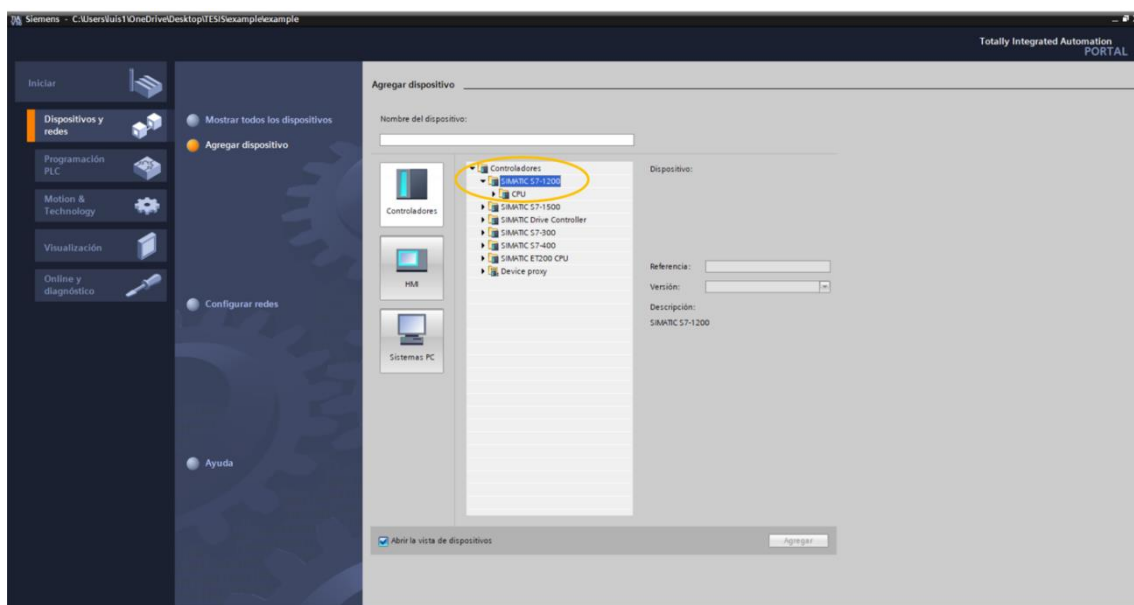 Siemens - C:\Users\luis1\OneDrive\Desktop\TESIS\example\example
Totally Integrated Automation
PORTAL
Iniciar
Dispositivos y
redes
Programación
PLC
Motion &
Technology
Visualización
Online y
diagnóstico
Mostrar todos los dispositivos
Agregar dispositivo
Configurar redes
Ayuda
Agregar dispositivo
Nombre del dispositivo:
Controladores
HMI
Sistemas PC
Controladores
SIMATIC S7-1200
CPU
SIMATIC S7-1500
SIMATIC Drive Controller
SIMATIC S7-300
SIMATIC S7-400
SIMATIC ET200 CPU
Device proxy
Dispositivo:
Referencia:
Versión:
Descripción:
SIMATIC S7-1200
Abrir la vista de dispositivos
Agregar